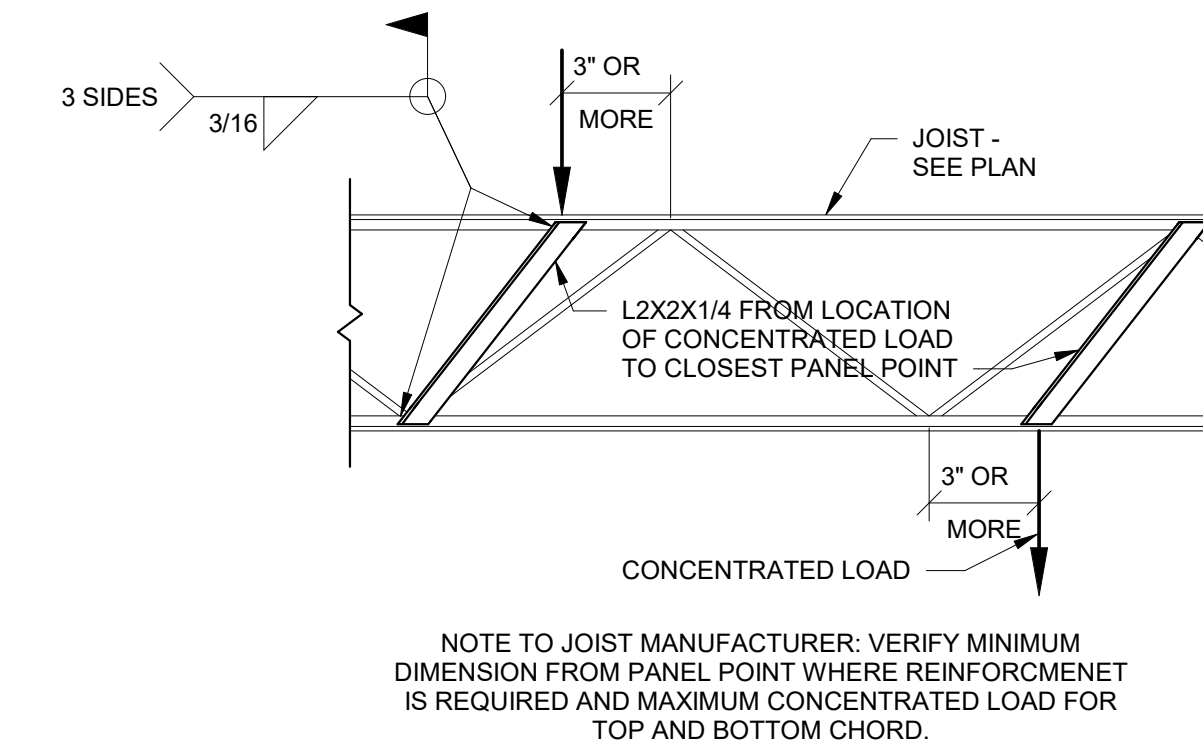 3" OR
MORE
3 SIDES
3/16
JOIST -
SEE PLAN
L2X2X1/4 FROM LOCATION
OF CONCENTRATED LOAD
TO CLOSEST PANEL POINT
3" OR
MORE
CONCENTRATED LOAD
NOTE TO JOIST MANUFACTURER: VERIFY MINIMUM
DIMENSION FROM PANEL POINT WHERE REINFORCMENET
IS REQUIRED AND MAXIMUM CONCENTRATED LOAD FOR
TOP AND BOTTOM CHORD.